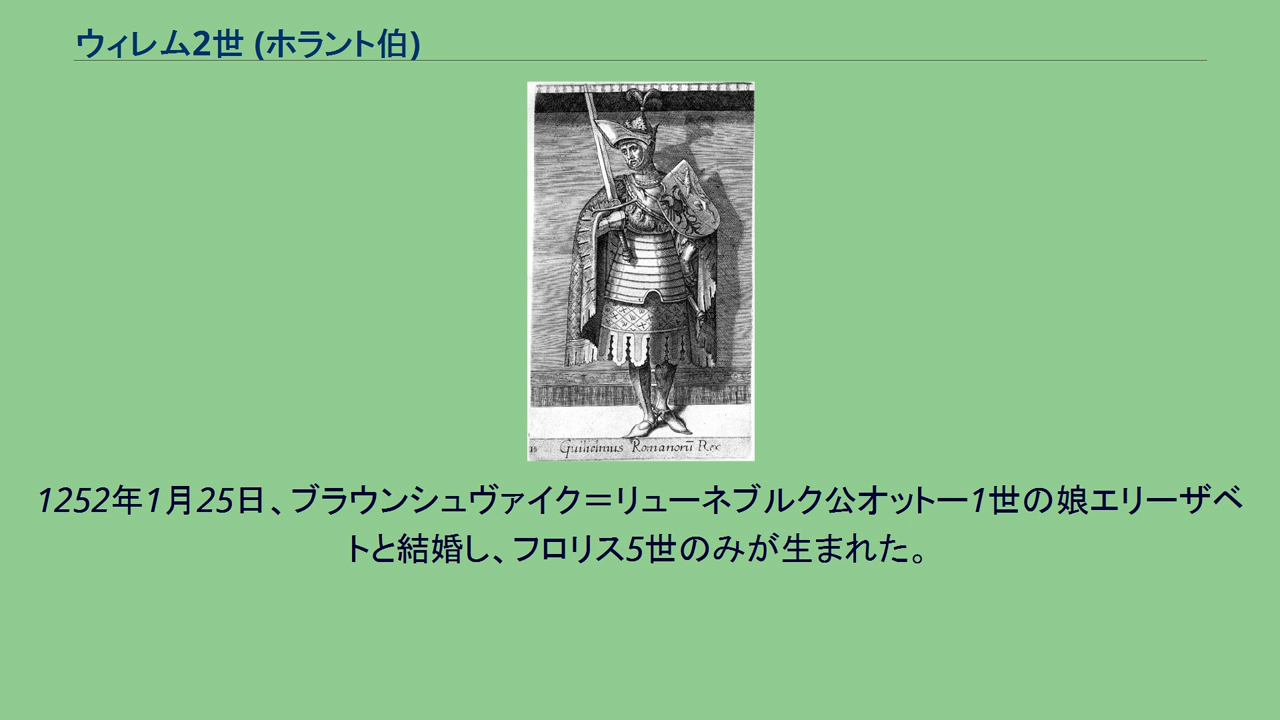 ウィレム2世 (ホラント伯)
18 Guilielmus Romanorū Rex
1252年1月25日、ブラウンシュヴァイク＝リューネブルク公オットー1世の娘エリーザベ
トと結婚し、フロリス5世のみが生まれた。